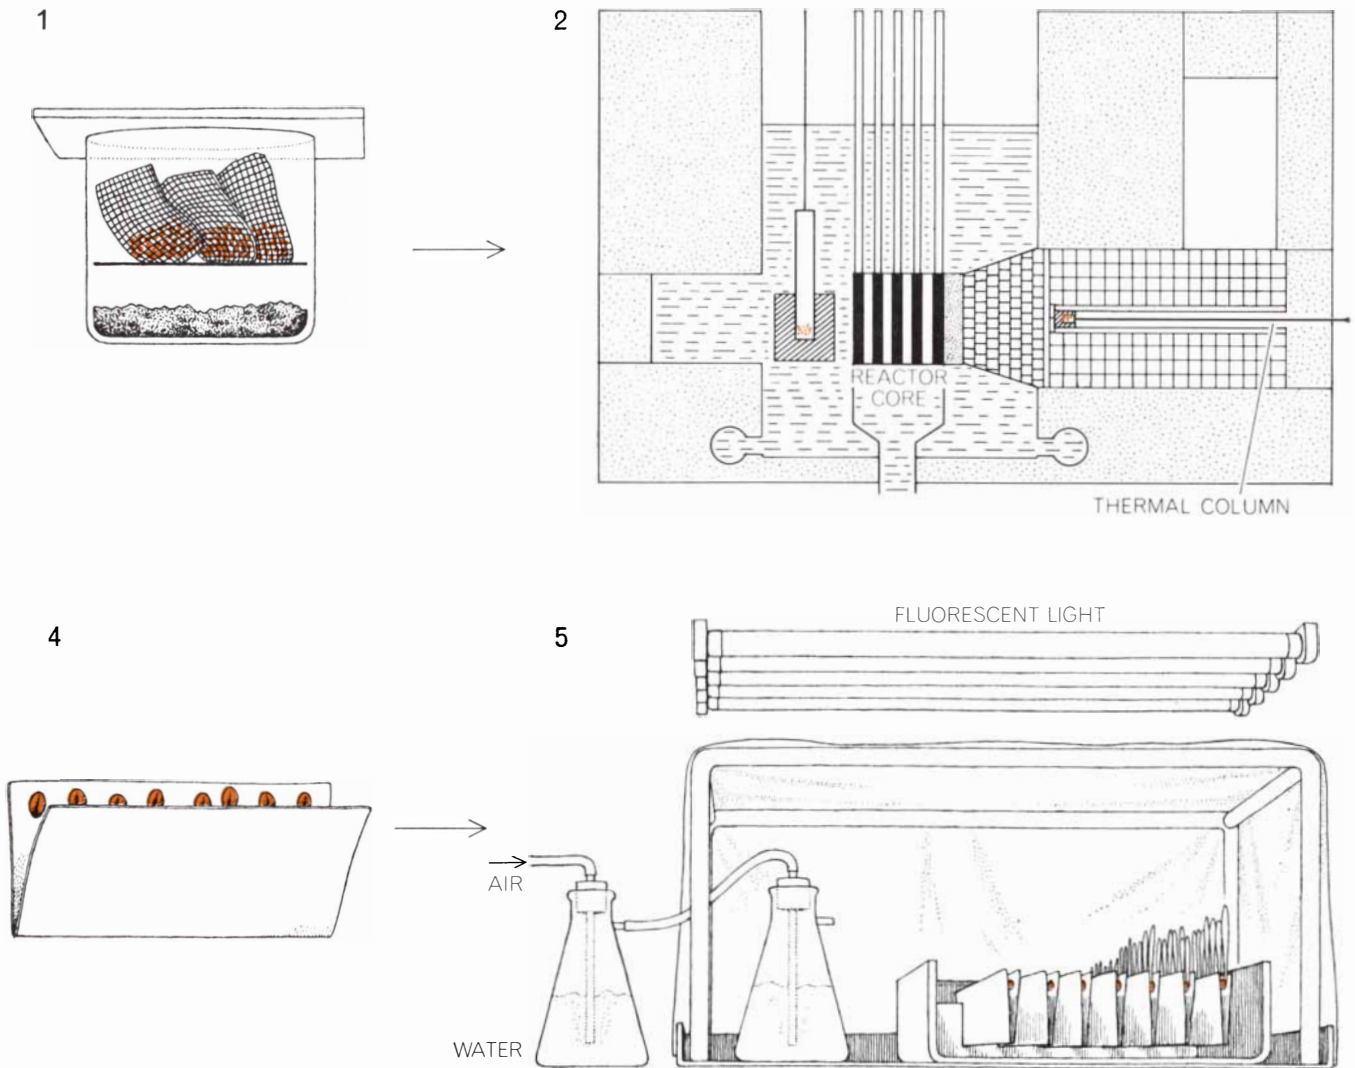 1
2
REACTOR
CORE
THERMAL COLUMN
4
5
FLUORESCENT LIGHT
AIR
WATER